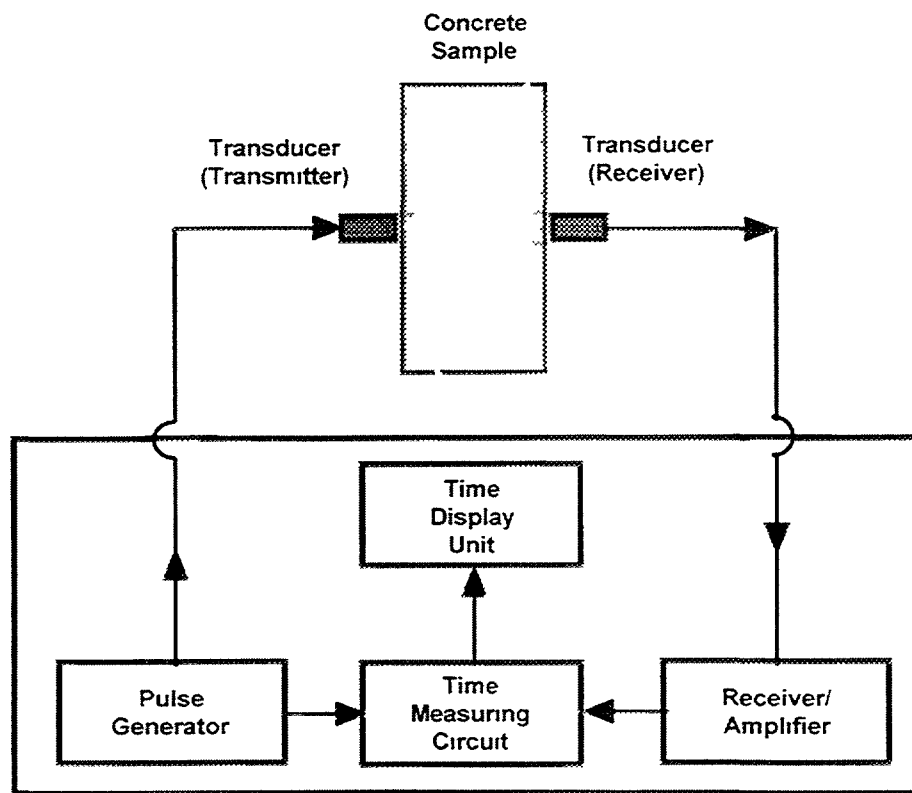 Concrete
Sample
Transducer
(Transmitter)
Transducer
(Receiver)
Time
Display
Unit
Pulse
Generator
Time
Measuring
Circuit
Receiver/
Amplifier